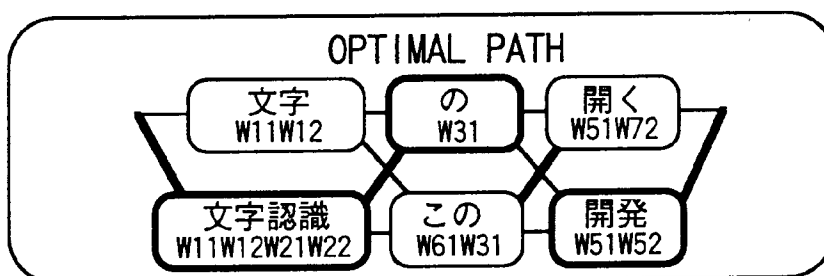 OPTIMAL PATH
文字
W11W12
の
W31
開く
W51W72
文字認識
W11W12W21W22
この
W61W31
開発
W51W52